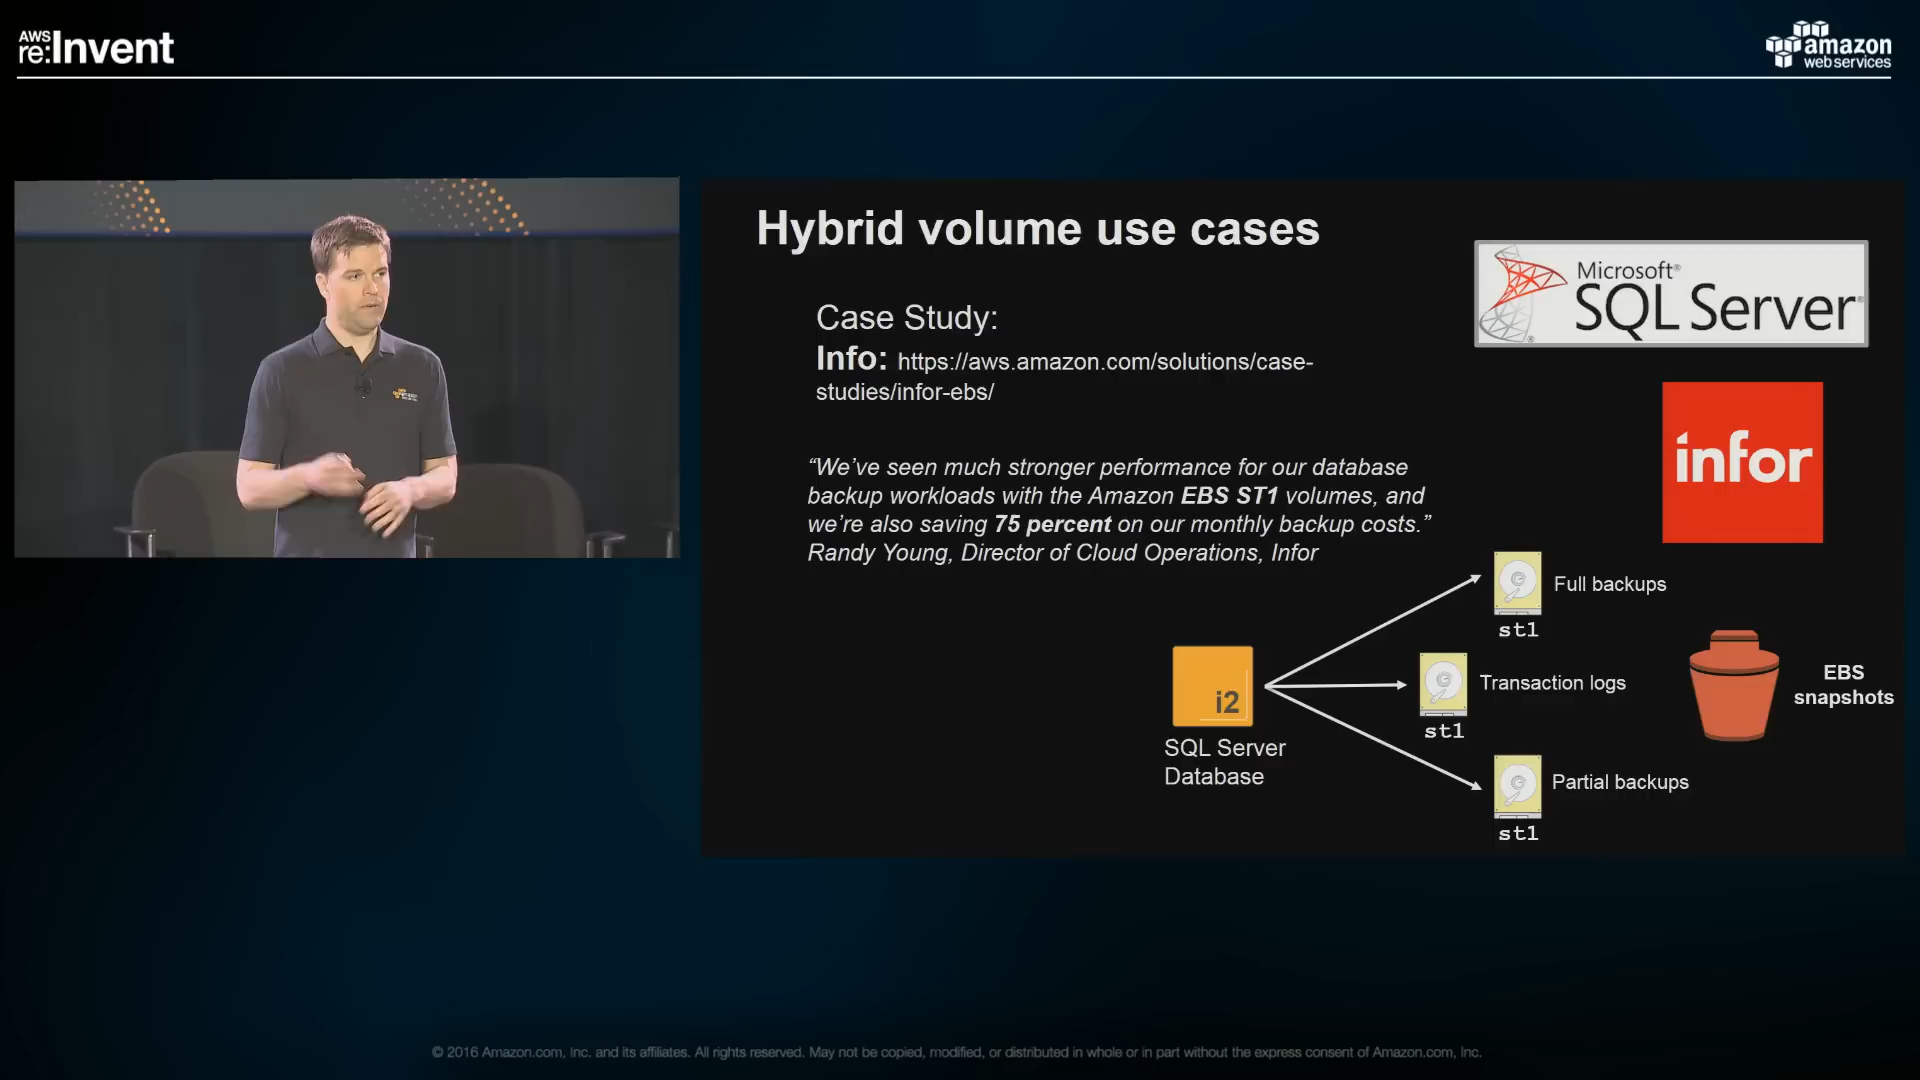 AWS
re:Invent
amazon
web services
Hybrid volume use cases
Microsoft®
SQL Server®
Case Study:
Info: https://aws.amazon.com/solutions/case-
studies/infor-ebs/
infor
“We’ve seen much stronger performance for our database
backup workloads with the Amazon EBS ST1 volumes, and
we’re also saving 75 percent on our monthly backup costs.”
Randy Young, Director of Cloud Operations, Infor
Full backups
st1
i2
SQL Server
Database
Transaction logs
st1
EBS
snapshots
Partial backups
st1
© 2016 Amazon.com, Inc. and its affiliates. All rights reserved. May not be copied, modified, or distributed in whole or in part without the express consent of Amazon.com, Inc.